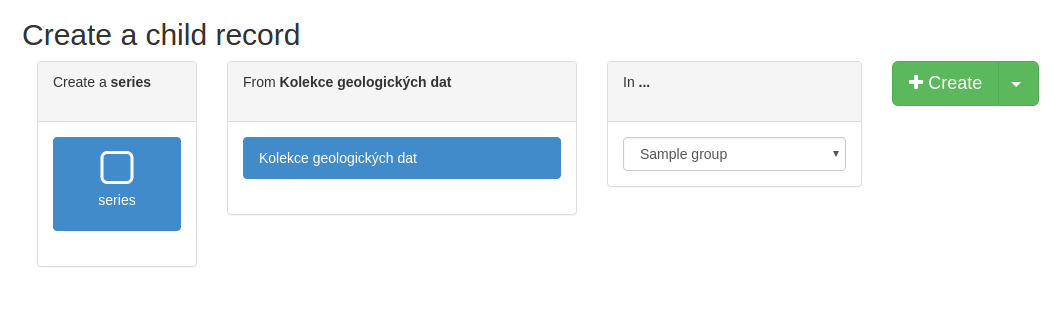 Create a child record
Create a series
From Kolekce geologických dat
In ...
Create
series
Kolekce geologických dat
Sample group